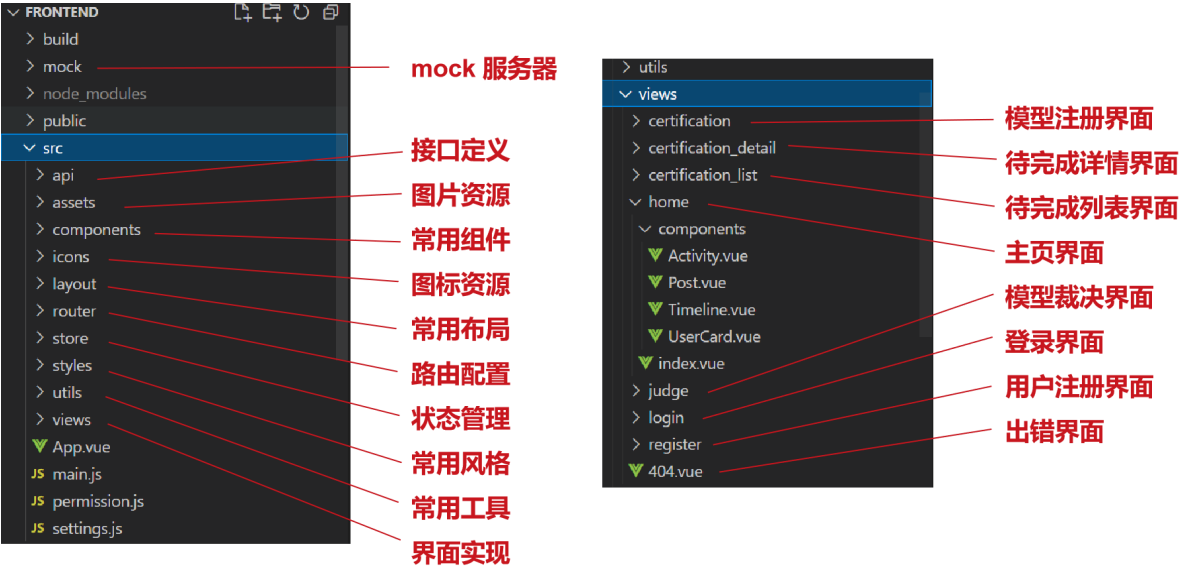 FRONTEND
build
mock
node_modules
public
src
api
assets
components
icons
layout
router
store
styles
utils
views
App.vue
JS main.js
JS permission.js
JS settings.js
mock 服务器
接口定义
图片资源
常用组件
图标资源
常用布局
路由配置
状态管理
常用风格
常用工具
界面实现
utils
views
certification
certification_detail
certification_list
home
components
Activity.vue
Post.vue
Timeline.vue
UserCard.vue
index.vue
judge
login
register
404.vue
模型注册界面
待完成详情界面
待完成列表界面
主页界面
模型裁决界面
登录界面
用户注册界面
出错界面